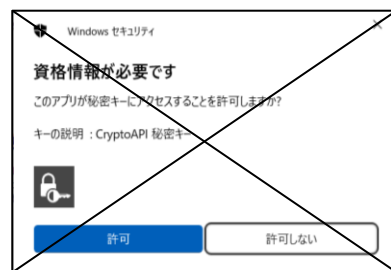 Windows セキュリティ
資格情報が必要です
このアプリが秘密キーにアクセスすることを許可しますか?
キーの説明 : CryptoAPI 秘密キー
許可
許可しない